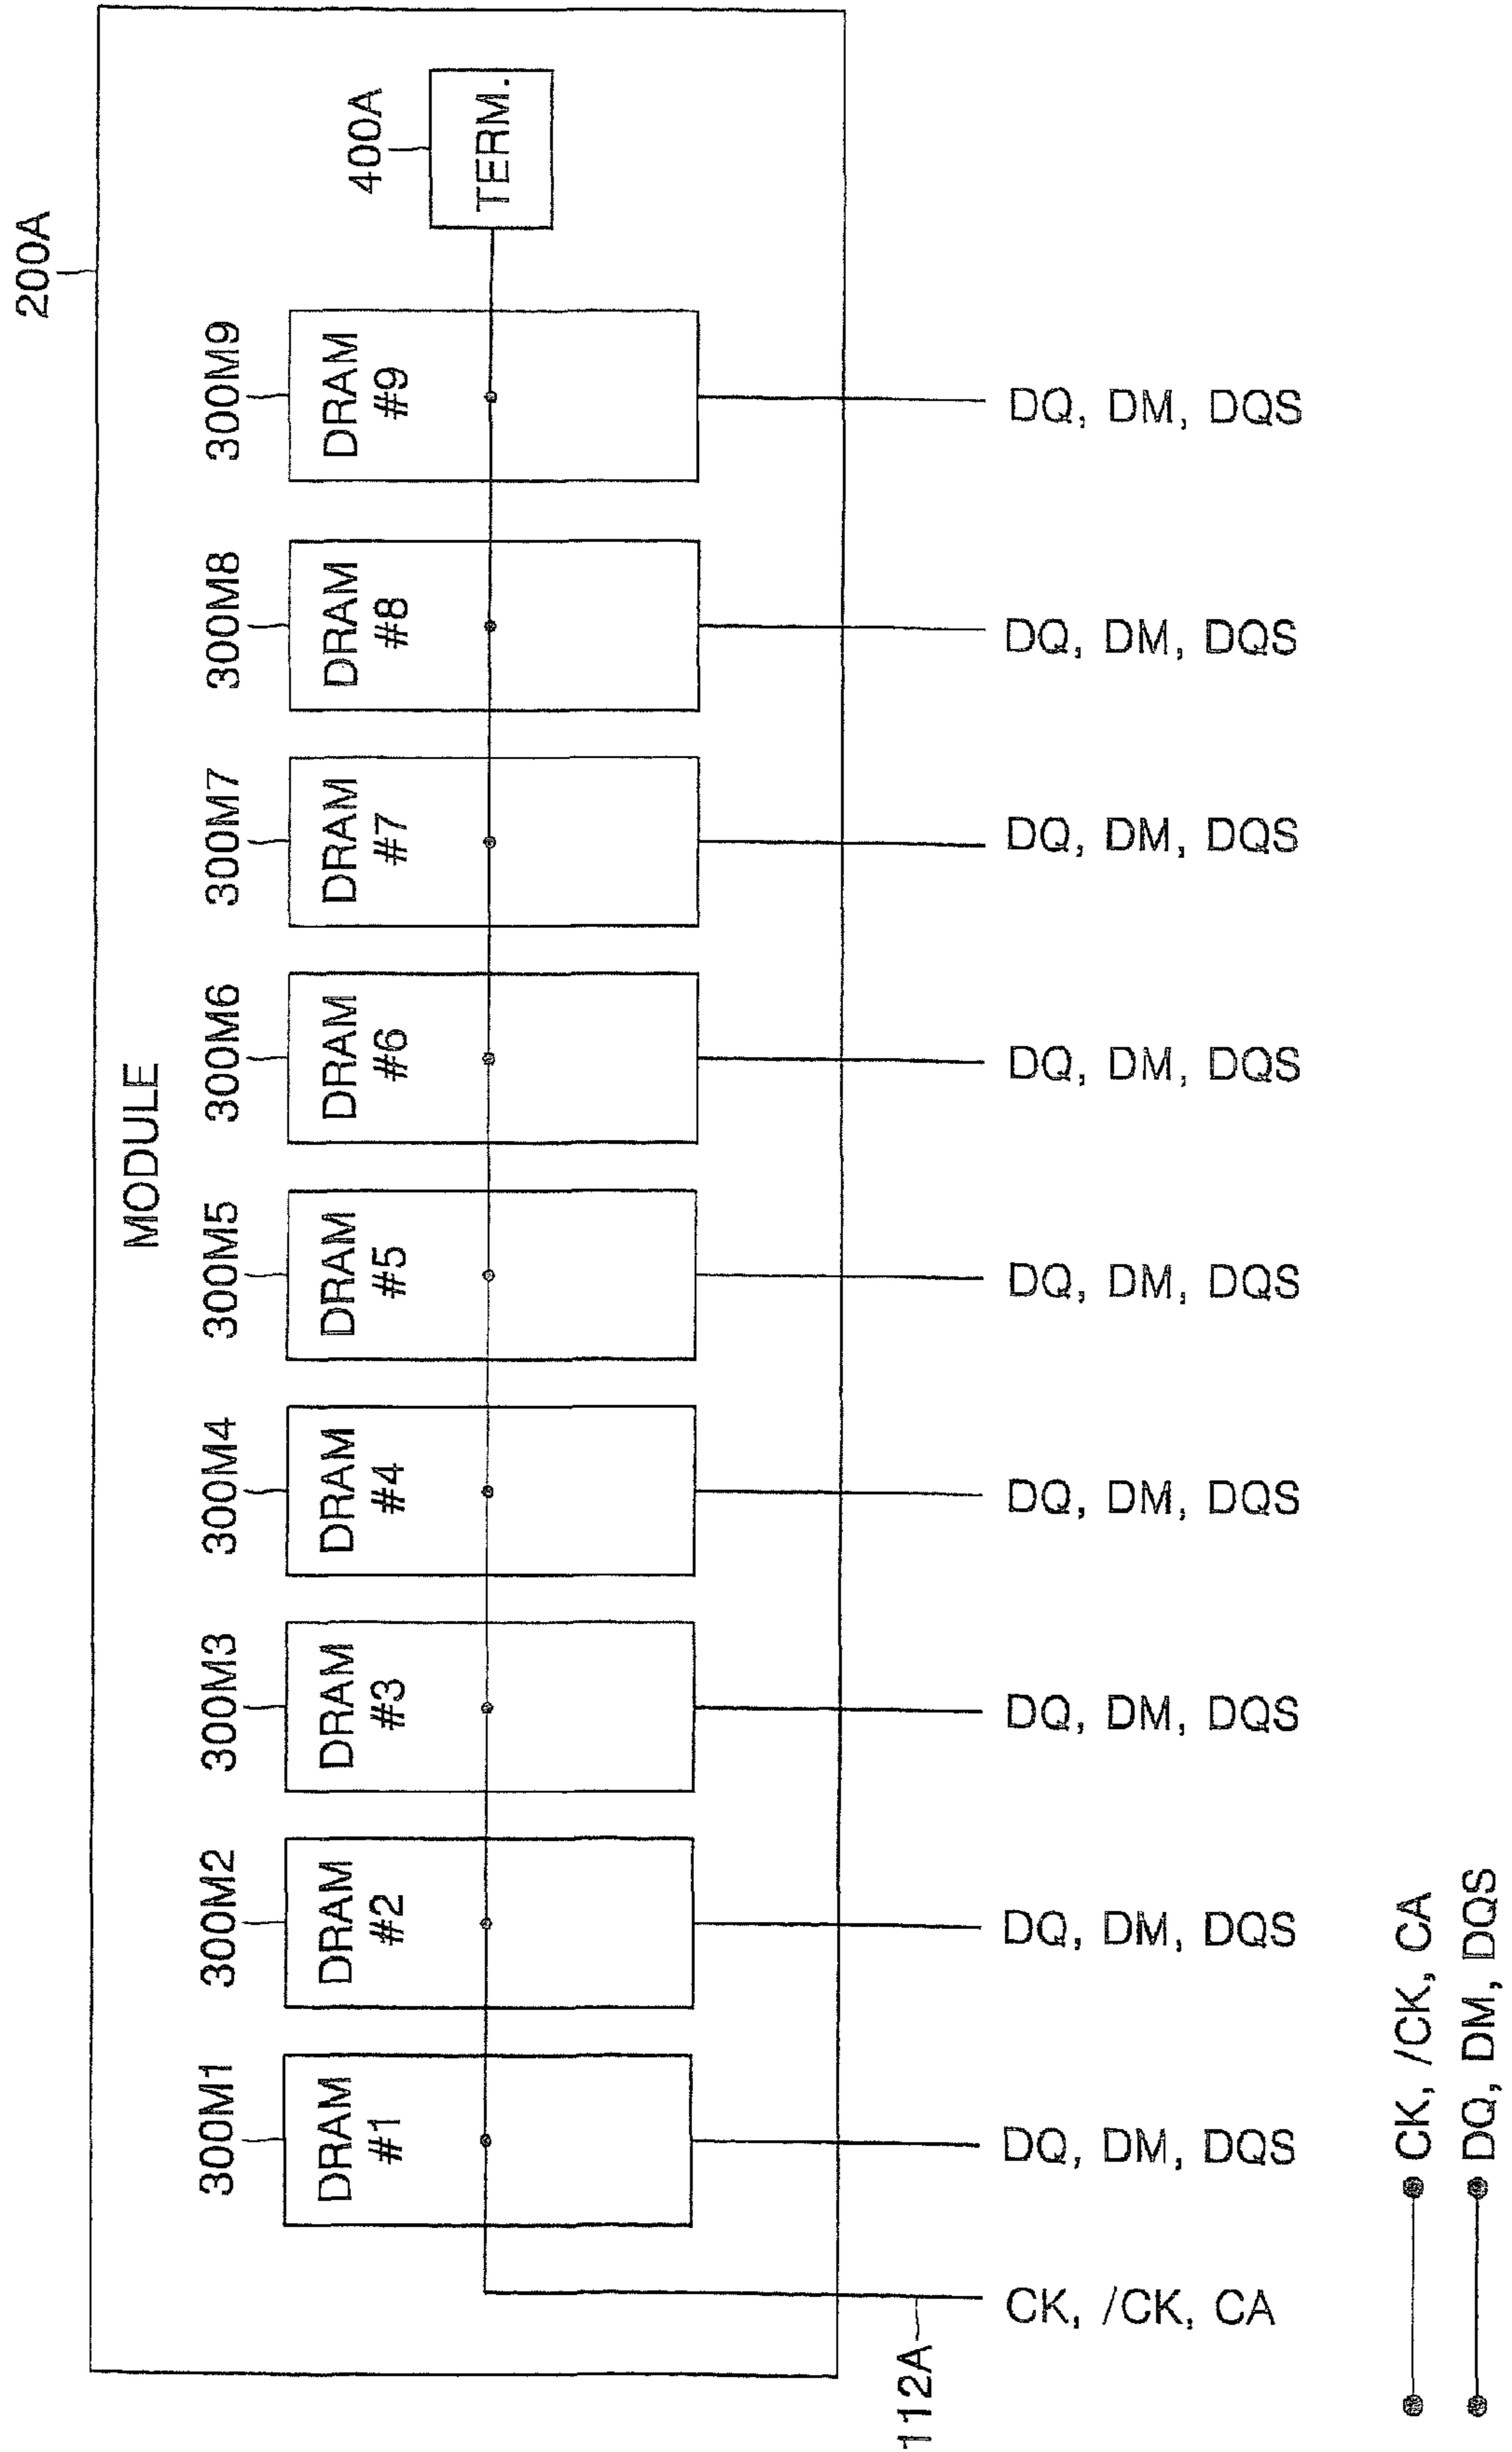 200A
MODULE
300M1
300M2
300M3
300M4
300M5
300M6
300M7
300M8
300M9
400A
DRAM
#1
DRAM
#2
DRAM
#3
DRAM
#4
DRAM
#5
DRAM
#6
DRAM
#7
DRAM
#8
DRAM
#9
TERM.
112A
CK, /CK, CA
DQ, DM, DQS
DQ, DM, DQS
DQ, DM, DQS
DQ, DM, DQS
DQ, DM, DQS
DQ, DM, DQS
DQ, DM, DQS
DQ, DM, DQS
DQ, DM, DQS
CK, /CK, CA
DQ, DM, DQS